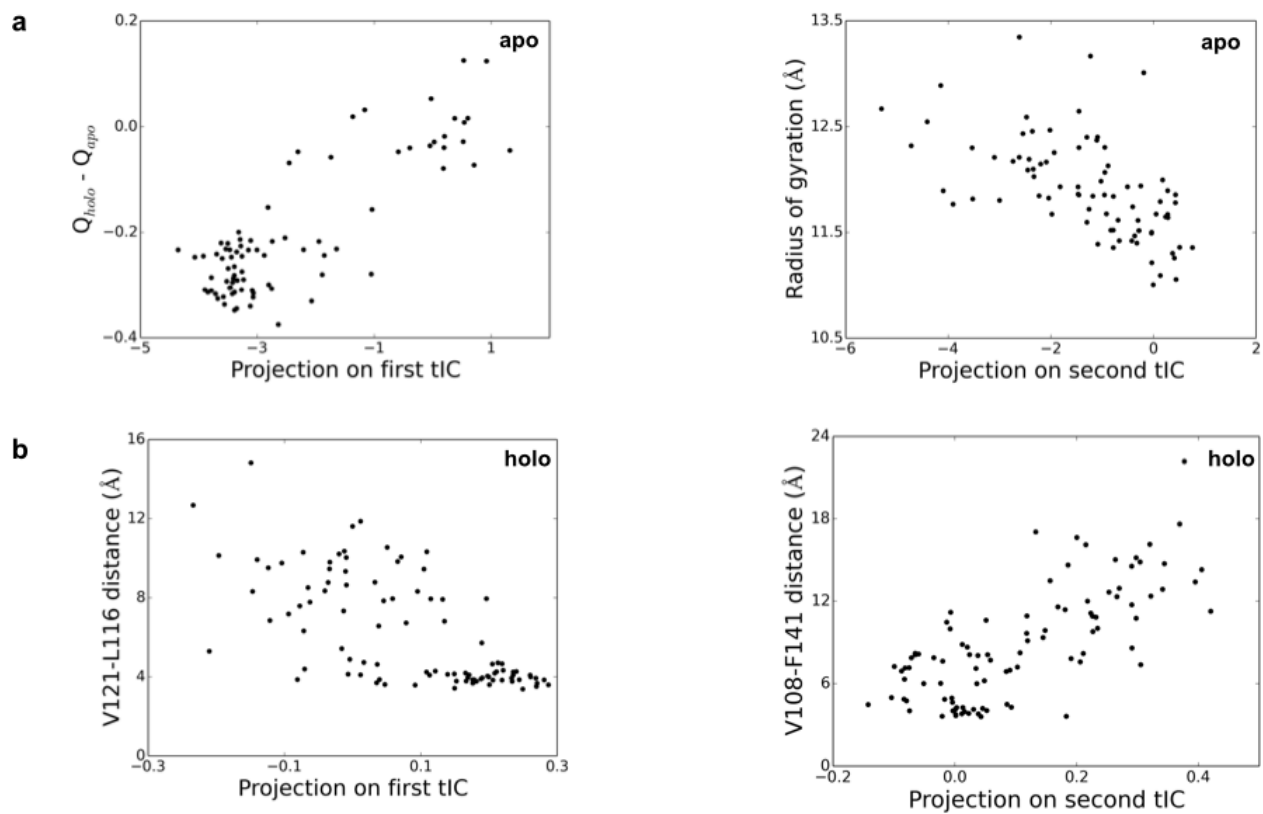 a
apo
Q_holo - Q_apo
0.2
0.0
−0.2
−0.4
−5 −3 −1 1
Projection on first tIC
apo
Radius of gyration (Å)
13.5
12.5
11.5
10.5
−6 −4 −2 0 2
Projection on second tIC
b
holo
V121-L116 distance (Å)
16
12
8
4
0
−0.3 −0.1 0.1 0.3
Projection on first tIC
holo
V108-F141 distance (Å)
24
18
12
6
0
−0.2 0.0 0.2 0.4
Projection on second tIC